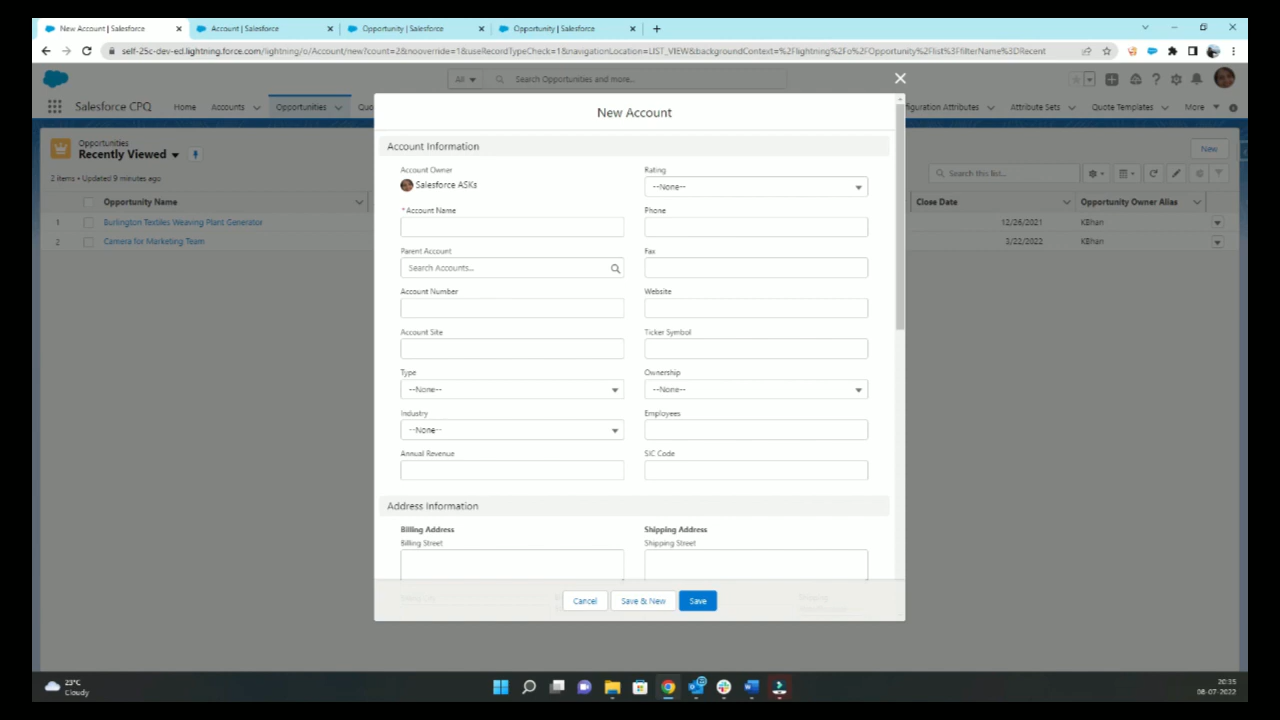 New Account | Salesforce
Account | Salesforce
Opportunity | Salesforce
Opportunity | Salesforce
self-25c-dev-ed.lightning.force.com/lightning/o/Account/new?count=2&nooverride=1&useRecordTypeCheck=1&navigationLocation=LIST_VIEW&backgroundContext=%2Flightning%2Fo%2FOpportunity%2Flist%3FfilterName%3DRecent
All
Search Opportunities and more...
Salesforce CPQ
Home
Accounts
Opportunities
Quo
figuration Attributes
Attribute Sets
Quote Templates
More
Opportunities
Recently Viewed
New
2 items • Updated 9 minutes ago
Search this list...
Opportunity Name
Close Date
Opportunity Owner Alias
1 Burlington Textiles Weaving Plant Generator 12/26/2021 KBhan
2 Camera for Marketing Team 3/22/2022 KBhan
New Account
Account Information
Account Owner
Salesforce ASKs
Rating
--None--
*Account Name
Phone
Parent Account
Search Accounts...
Fax
Account Number
Website
Account Site
Ticker Symbol
Type
--None--
Ownership
--None--
Industry
--None--
Employees
Annual Revenue
SIC Code
Address Information
Billing Address
Billing Street
Shipping Address
Shipping Street
Cancel
Save & New
Save
23°C
Cloudy
20:35
08-07-2022